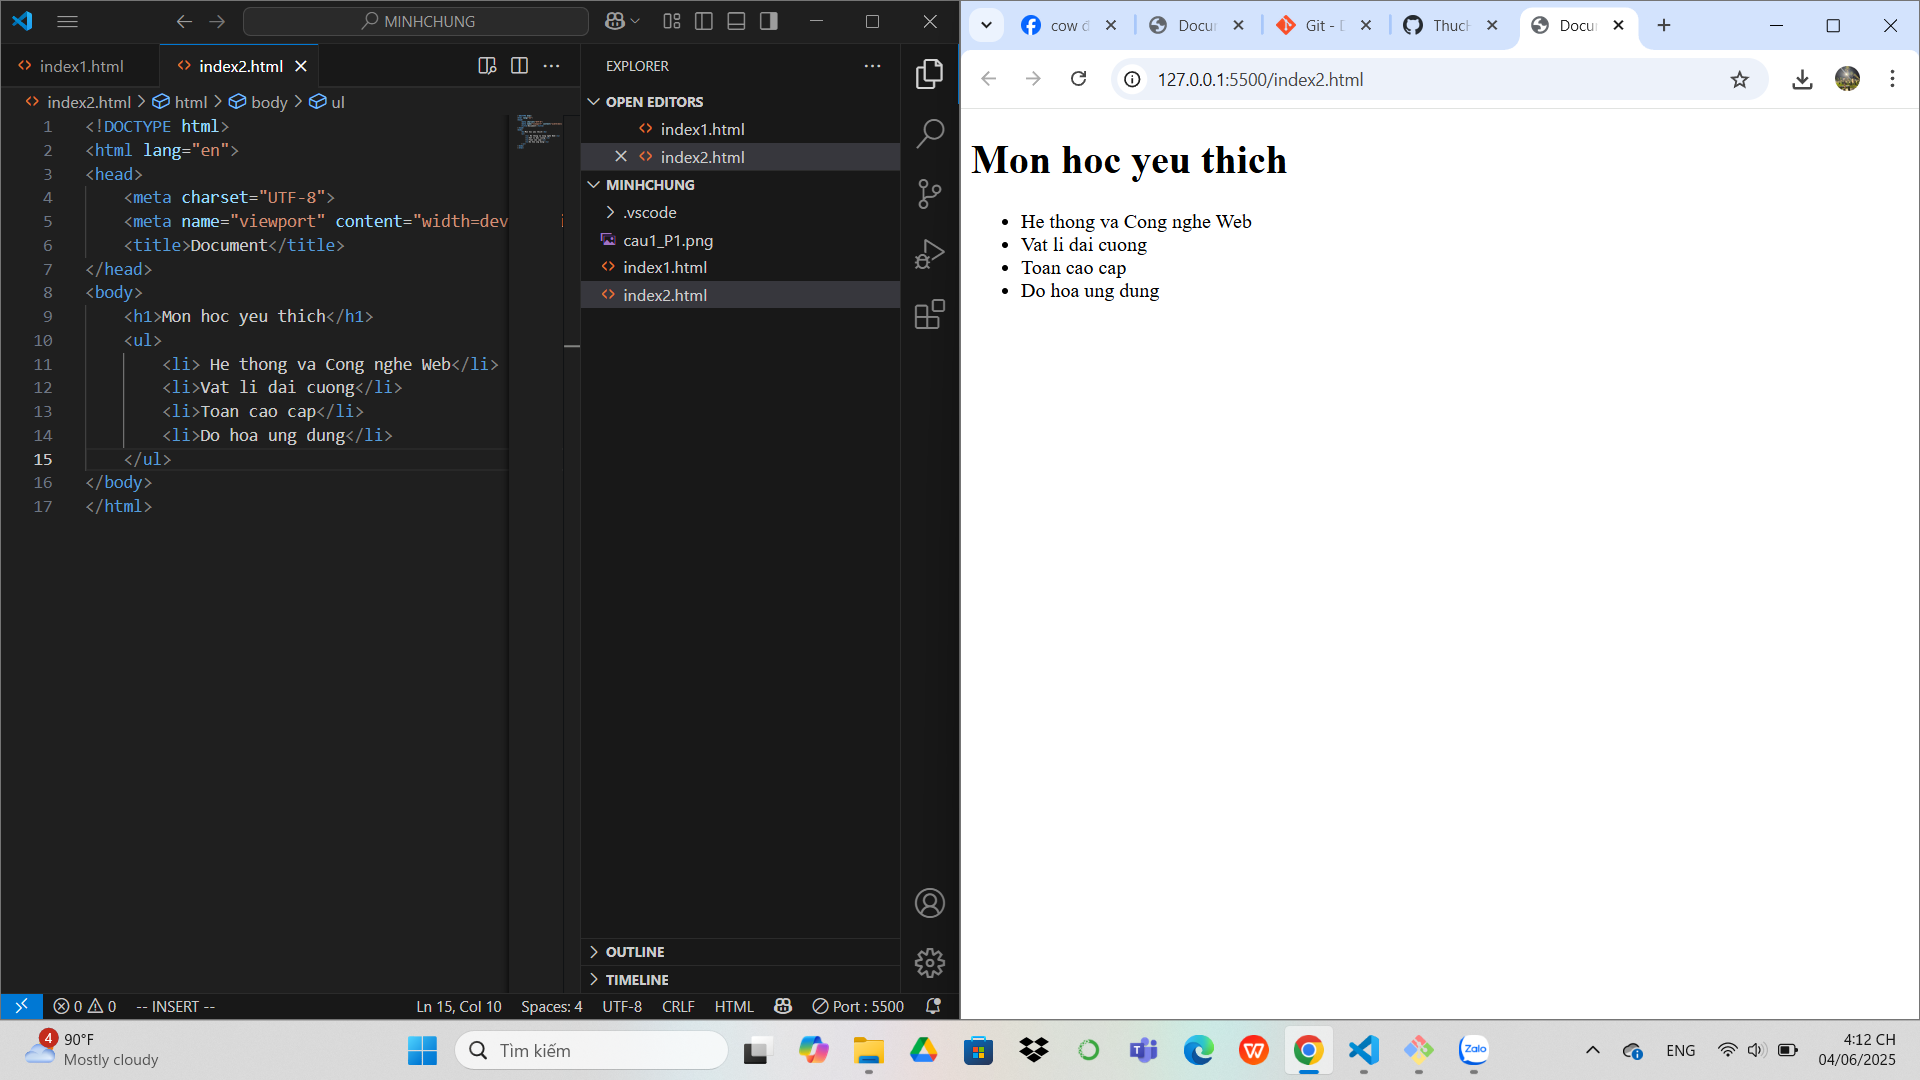 MINHCHUNG
index1.html
index2.html
index2.html > html > body > ul
1 <!DOCTYPE html>
2 <html lang="en">
3 <head>
4 <meta charset="UTF-8">
5 <meta name="viewport" content="width=dev
6 <title>Document</title>
7 </head>
8 <body>
9 <h1>Mon hoc yeu thich</h1>
10 <ul>
11 <li> He thong va Cong nghe Web</li>
12 <li>Vat li dai cuong</li>
13 <li>Toan cao cap</li>
14 <li>Do hoa ung dung</li>
15 </ul>
16 </body>
17 </html>
EXPLORER
OPEN EDITORS
index1.html
index2.html
MINHCHUNG
.vscode
cau1_P1.png
index1.html
index2.html
OUTLINE
TIMELINE
0 0 -- INSERT -- Ln 15, Col 10 Spaces: 4 UTF-8 CRLF HTML Port : 5500
cow d Docu Git - D Thuc Docu
127.0.0.1:5500/index2.html
Mon hoc yeu thich
• He thong va Cong nghe Web
• Vat li dai cuong
• Toan cao cap
• Do hoa ung dung
4
90°F
Mostly cloudy
Tìm kiếm
Zalo
ENG
4:12 CH
04/06/2025